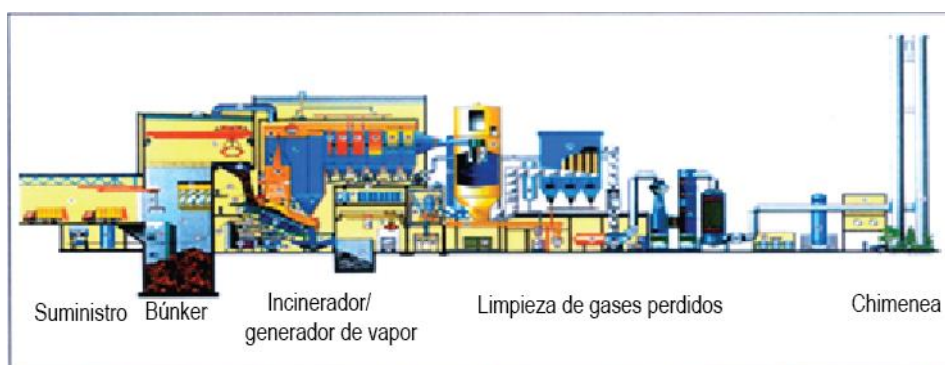 Suministro
Búnker
Incinerador/
generador de vapor
Limpieza de gases perdidos
Chimenea